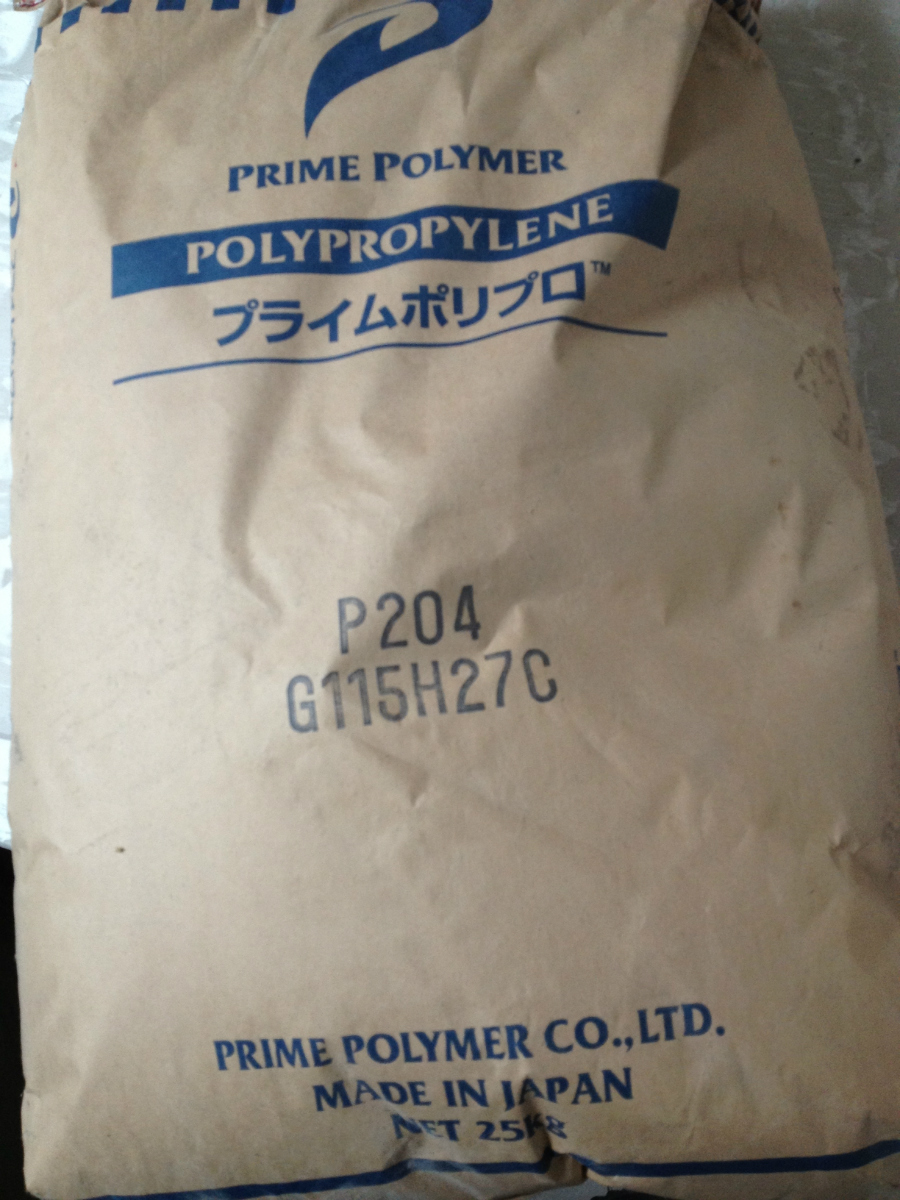 PRIME POLYMER
POLYPROPYLENE
プライムポリプロ™
P204
G115H27C
PRIME POLYMER CO.,LTD.
MADE IN JAPAN
NET 25